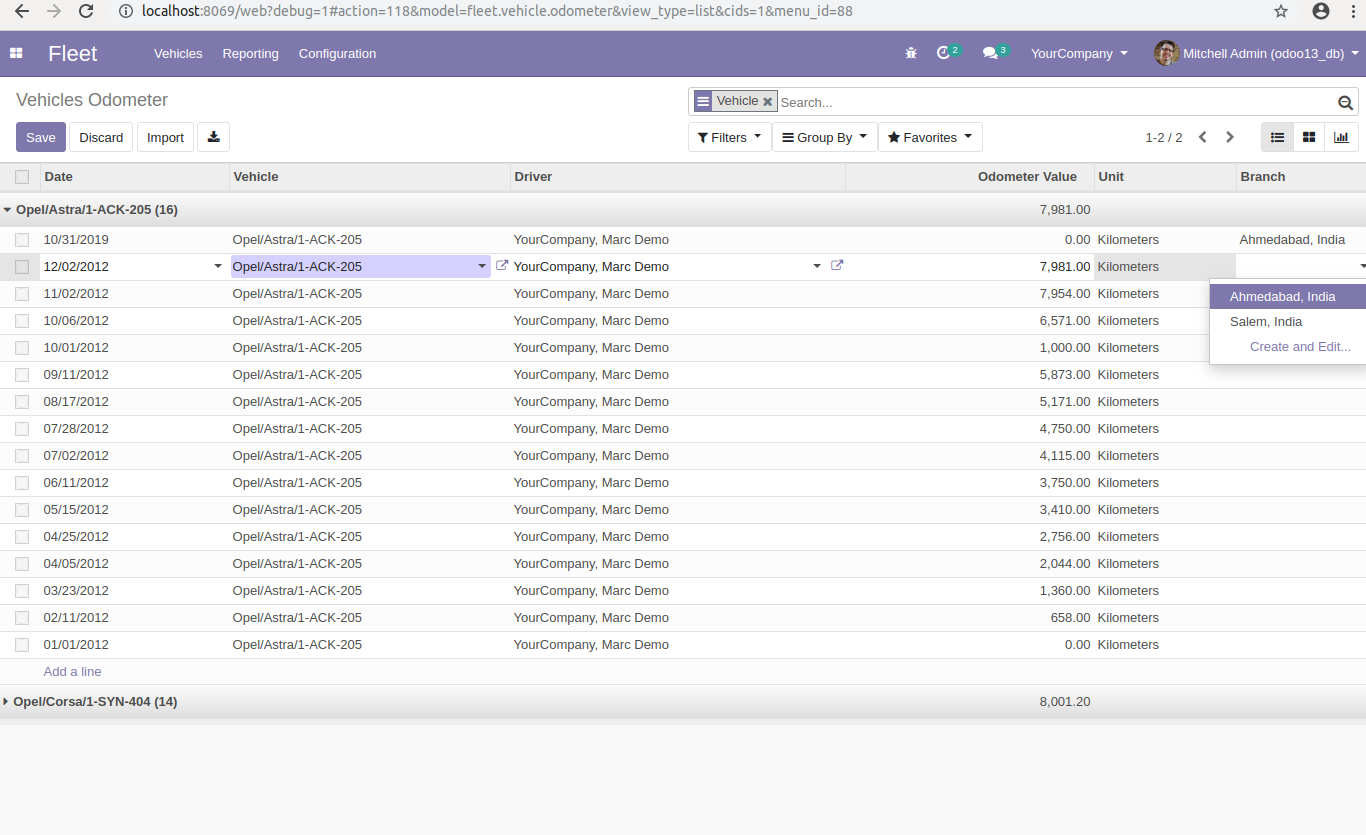 localhost:8069/web?debug=1#action=118&model=fleet.vehicle.odometer&view_type=list&cids=1&menu_id=88
Fleet Vehicles Reporting Configuration 2 3 YourCompany Mitchell Admin (odoo13_db)
Vehicles Odometer Vehicle Search...
Save Discard Import Filters Group By Favorites 1-2 / 2
Date Vehicle Driver Odometer Value Unit Branch
Opel/Astra/1-ACK-205 (16) 7,981.00
10/31/2019 Opel/Astra/1-ACK-205 YourCompany, Marc Demo 0.00 Kilometers Ahmedabad, India
12/02/2012 Opel/Astra/1-ACK-205 YourCompany, Marc Demo 7,981.00 Kilometers
11/02/2012 Opel/Astra/1-ACK-205 YourCompany, Marc Demo 7,954.00 Kilometers Ahmedabad, India
10/06/2012 Opel/Astra/1-ACK-205 YourCompany, Marc Demo 6,571.00 Kilometers Salem, India
10/01/2012 Opel/Astra/1-ACK-205 YourCompany, Marc Demo 1,000.00 Kilometers Create and Edit...
09/11/2012 Opel/Astra/1-ACK-205 YourCompany, Marc Demo 5,873.00 Kilometers
08/17/2012 Opel/Astra/1-ACK-205 YourCompany, Marc Demo 5,171.00 Kilometers
07/28/2012 Opel/Astra/1-ACK-205 YourCompany, Marc Demo 4,750.00 Kilometers
07/02/2012 Opel/Astra/1-ACK-205 YourCompany, Marc Demo 4,115.00 Kilometers
06/11/2012 Opel/Astra/1-ACK-205 YourCompany, Marc Demo 3,750.00 Kilometers
05/15/2012 Opel/Astra/1-ACK-205 YourCompany, Marc Demo 3,410.00 Kilometers
04/25/2012 Opel/Astra/1-ACK-205 YourCompany, Marc Demo 2,756.00 Kilometers
04/05/2012 Opel/Astra/1-ACK-205 YourCompany, Marc Demo 2,044.00 Kilometers
03/23/2012 Opel/Astra/1-ACK-205 YourCompany, Marc Demo 1,360.00 Kilometers
02/11/2012 Opel/Astra/1-ACK-205 YourCompany, Marc Demo 658.00 Kilometers
01/01/2012 Opel/Astra/1-ACK-205 YourCompany, Marc Demo 0.00 Kilometers
Add a line
Opel/Corsa/1-SYN-404 (14) 8,001.20